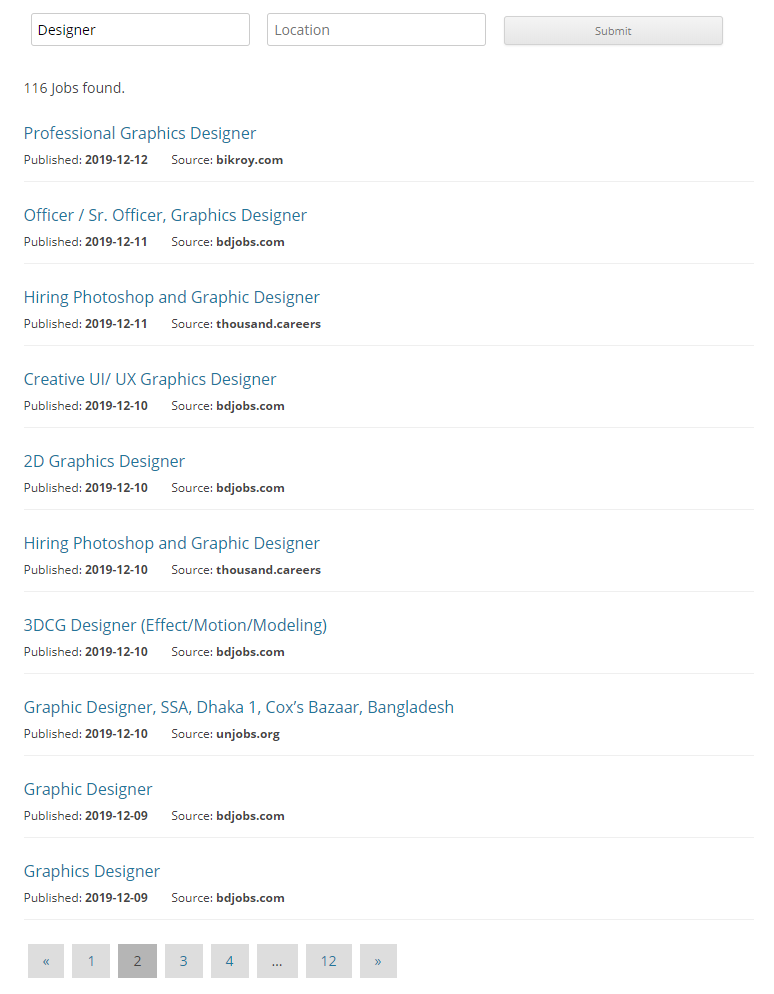 Designer Location Submit
116 Jobs found.
Professional Graphics Designer
Published: 2019-12-12 Source: bikroy.com
Officer / Sr. Officer, Graphics Designer
Published: 2019-12-11 Source: bdjobs.com
Hiring Photoshop and Graphic Designer
Published: 2019-12-11 Source: thousand.careers
Creative UI/ UX Graphics Designer
Published: 2019-12-10 Source: bdjobs.com
2D Graphics Designer
Published: 2019-12-10 Source: bdjobs.com
Hiring Photoshop and Graphic Designer
Published: 2019-12-10 Source: thousand.careers
3DCG Designer (Effect/Motion/Modeling)
Published: 2019-12-10 Source: bdjobs.com
Graphic Designer, SSA, Dhaka 1, Cox’s Bazaar, Bangladesh
Published: 2019-12-10 Source: unjobs.org
Graphic Designer
Published: 2019-12-09 Source: bdjobs.com
Graphics Designer
Published: 2019-12-09 Source: bdjobs.com
« 1 2 3 4 ... 12 »